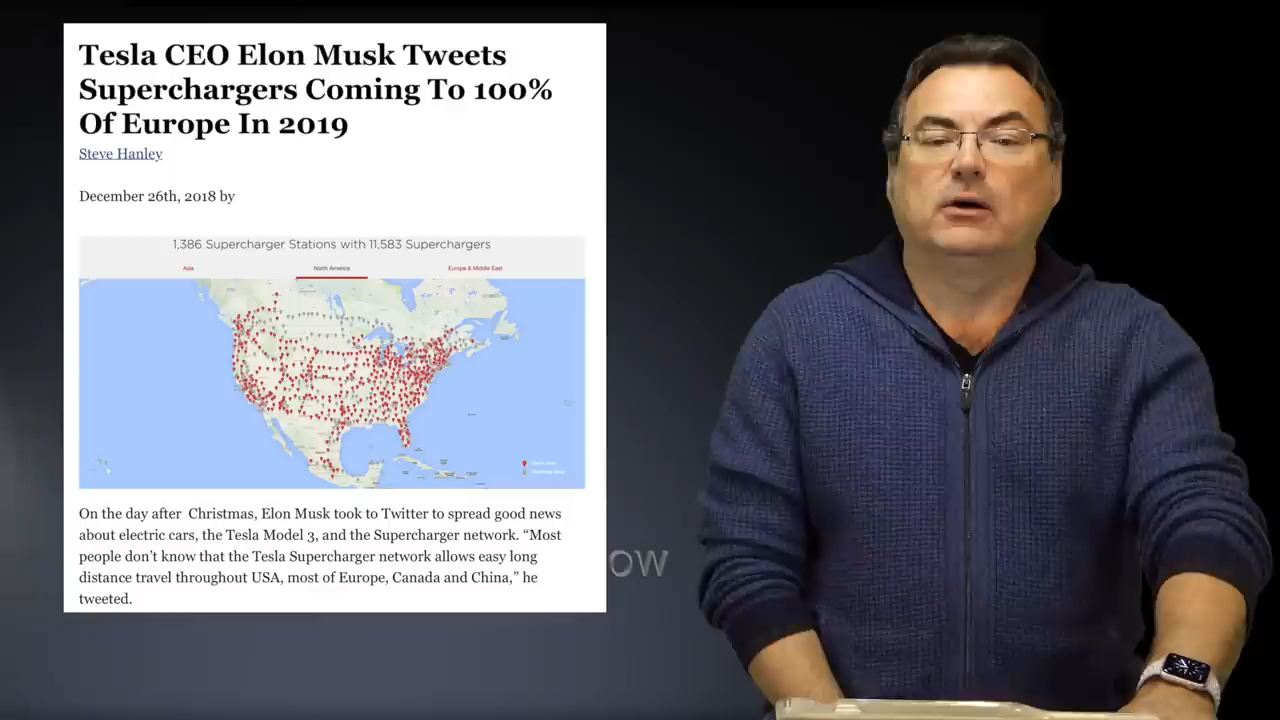 Tesla CEO Elon Musk Tweets
Superchargers Coming To 100%
Of Europe In 2019
Steve Hanley
December 26th, 2018 by
1,386 Supercharger Stations with 11,583 Superchargers
Asia North America Europe & Middle East
On the day after Christmas, Elon Musk took to Twitter to spread good news
about electric cars, the Tesla Model 3, and the Supercharger network. “Most
people don’t know that the Tesla Supercharger network allows easy long
distance travel throughout USA, most of Europe, Canada and China,” he
tweeted.
OW